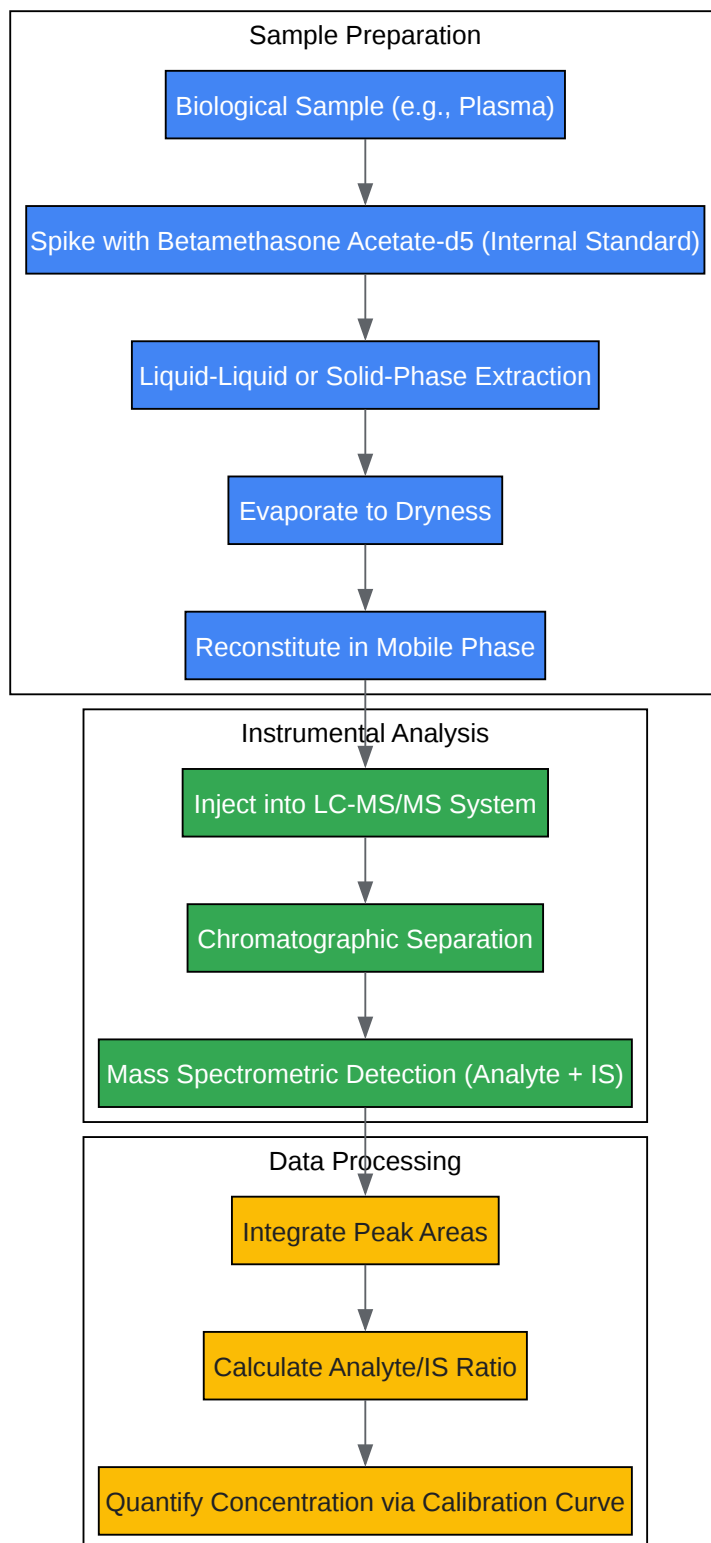 Sample Preparation
Biological Sample (e.g., Plasma)
Spike with Betamethasone Acetate-d5 (Internal Standard)
Liquid-Liquid or Solid-Phase Extraction
Evaporate to Dryness
Reconstitute in Mobile Phase
Instrumental Analysis
Inject into LC-MS/MS System
Chromatographic Separation
Mass Spectrometric Detection (Analyte + IS)
Data Processing
Integrate Peak Areas
Calculate Analyte/IS Ratio
Quantify Concentration via Calibration Curve